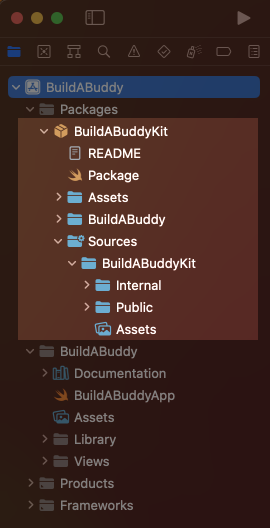 BuildABuddy
Packages
BuildABuddyKit
README
Package
Assets
BuildABuddy
Sources
BuildABuddyKit
Internal
Public
Assets
BuildABuddy
Documentation
BuildABuddyApp
Assets
Library
Views
Products
Frameworks